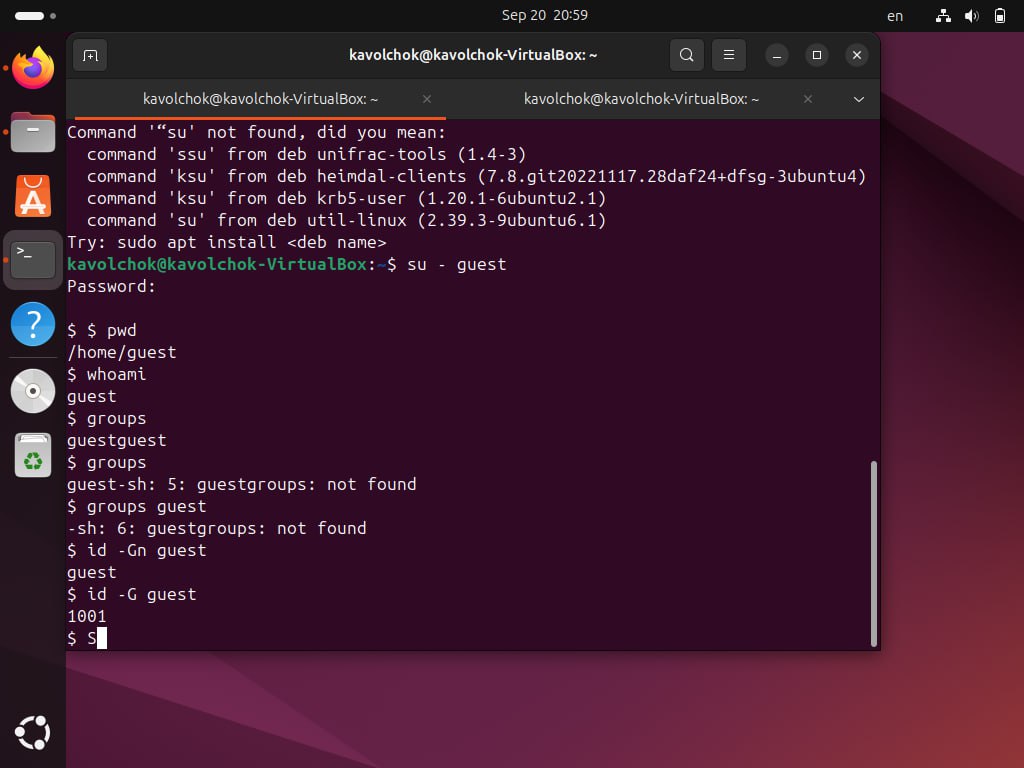 Sep 20 20:59
en
kavolchok@kavolchok-VirtualBox: ~
kavolchok@kavolchok-VirtualBox: ~
kavolchok@kavolchok-VirtualBox: ~
Command '“su' not found, did you mean:
command 'ssu' from deb unifrac-tools (1.4-3)
command 'ksu' from deb heimdal-clients (7.8.git20221117.28daf24+dfsg-3ubuntu4)
command 'ksu' from deb krb5-user (1.20.1-6ubuntu2.1)
command 'su' from deb util-linux (2.39.3-9ubuntu6.1)
Try: sudo apt install <deb name>
kavolchok@kavolchok-VirtualBox:~$ su - guest
Password:
$ $ pwd
/home/guest
$ whoami
guest
$ groups
guestguest
$ groups
guest-sh: 5: guestgroups: not found
$ groups guest
-sh: 6: guestgroups: not found
$ id -Gn guest
guest
$ id -G guest
1001
$ S